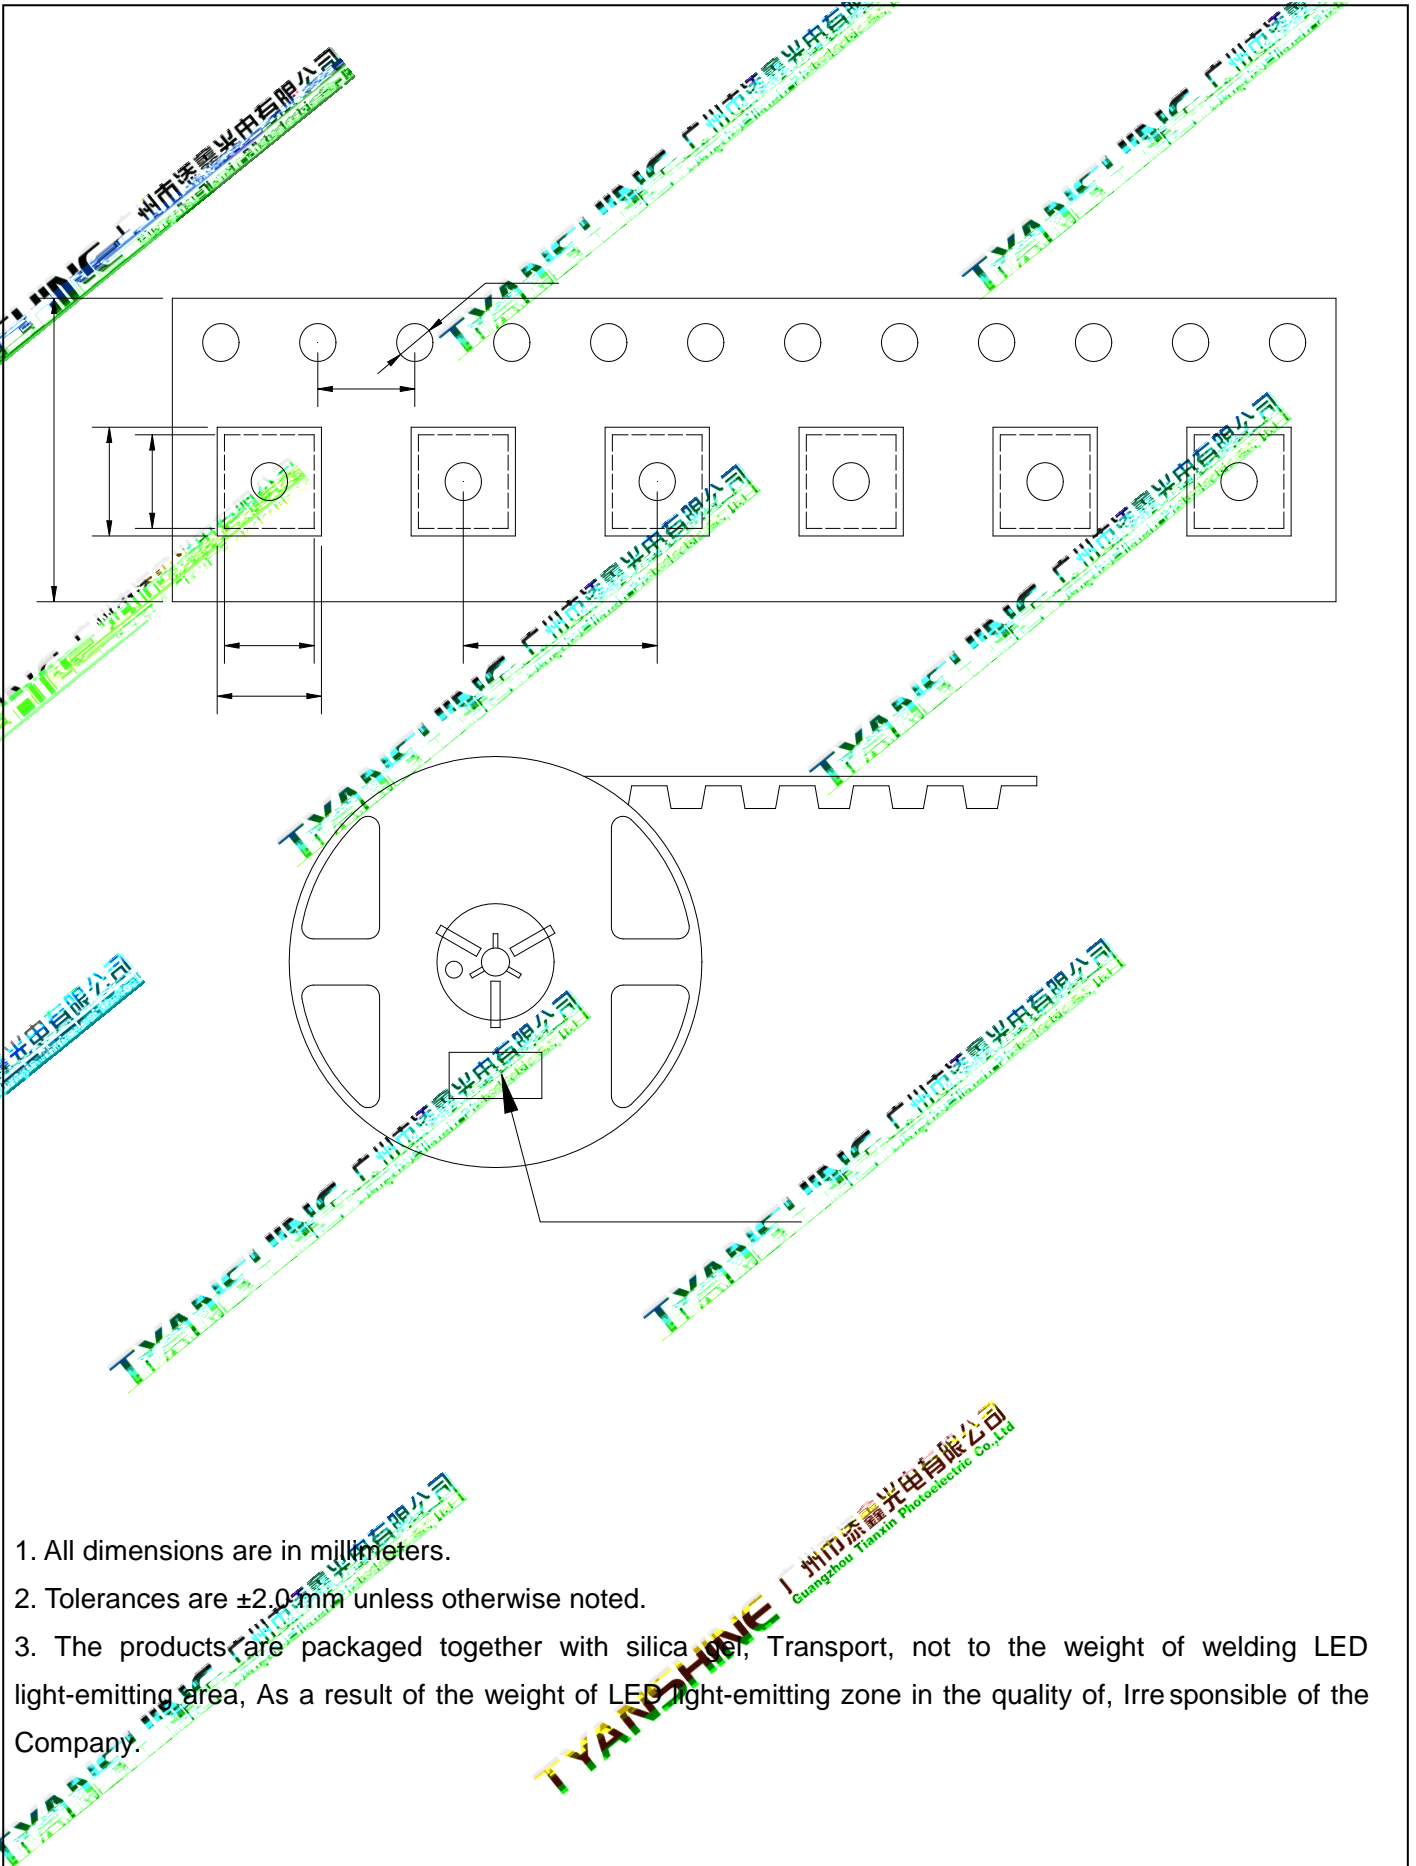 TYANSHINE 广州市添鑫光电有限公司
Guangzhou Tianxin Photoelectric Co.,Ltd
1. All dimensions are in millimeters.
2. Tolerances are ±2.0 mm unless otherwise noted.
3. The products are packaged together with silica gel, Transport, not to the weight of welding LED
light-emitting area, As a result of the weight of LED light-emitting zone in the quality of, Irresponsible of the
Company.